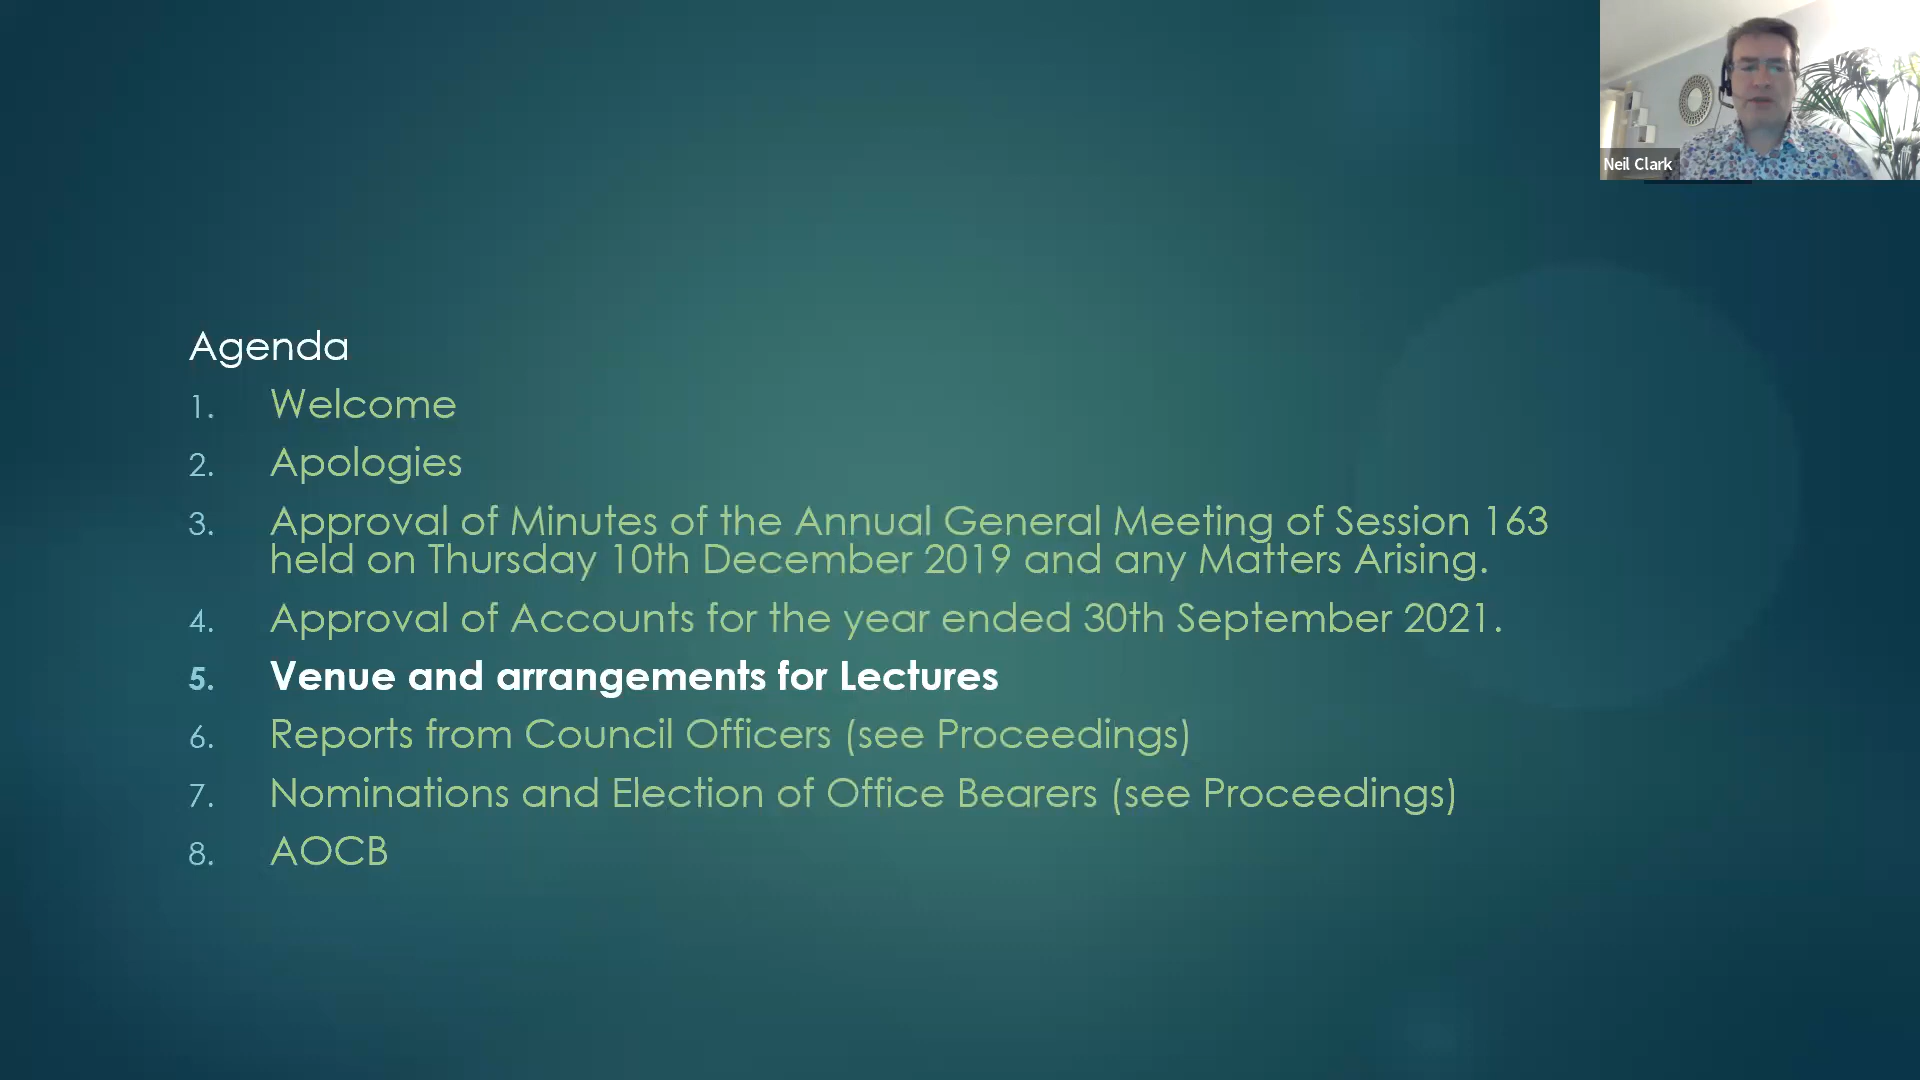 Neil Clark
Agenda
1. Welcome
2. Apologies
3. Approval of Minutes of the Annual General Meeting of Session 163
held on Thursday 10th December 2019 and any Matters Arising.
4. Approval of Accounts for the year ended 30th September 2021.
5. Venue and arrangements for Lectures
6. Reports from Council Officers (see Proceedings)
7. Nominations and Election of Office Bearers (see Proceedings)
8. AOCB